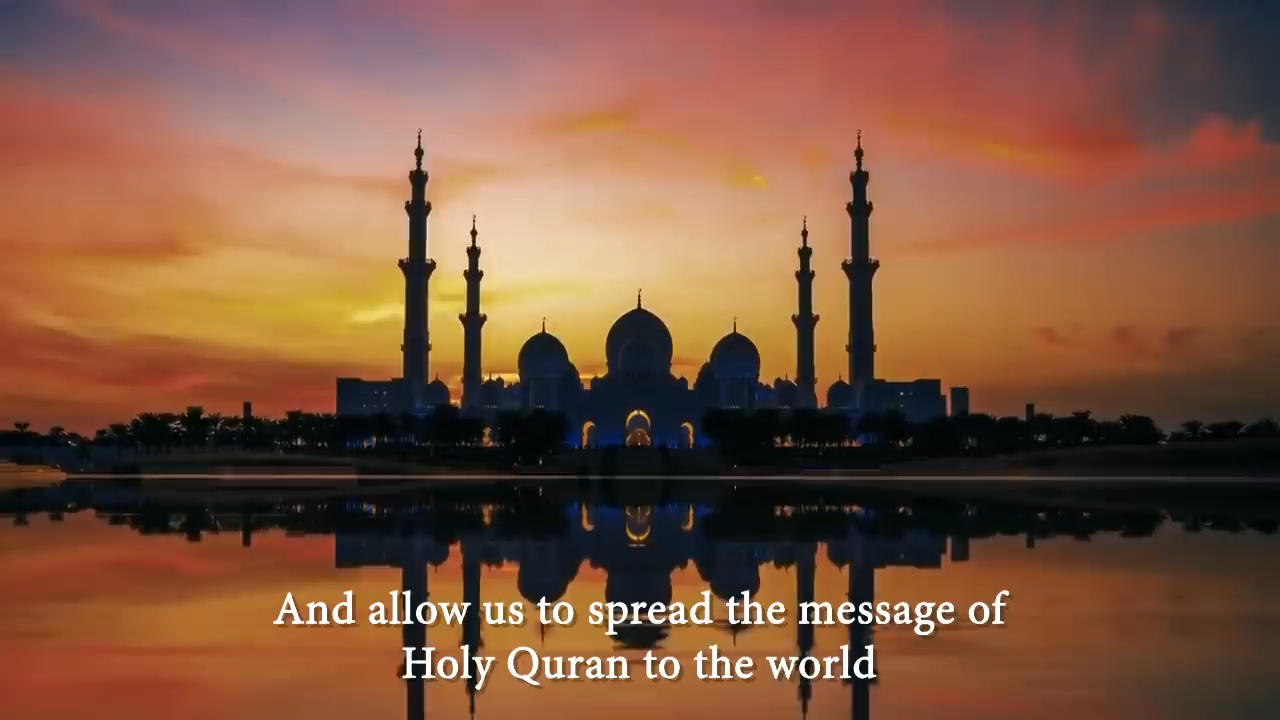 And allow us to spread the message of
Holy Quran to the world